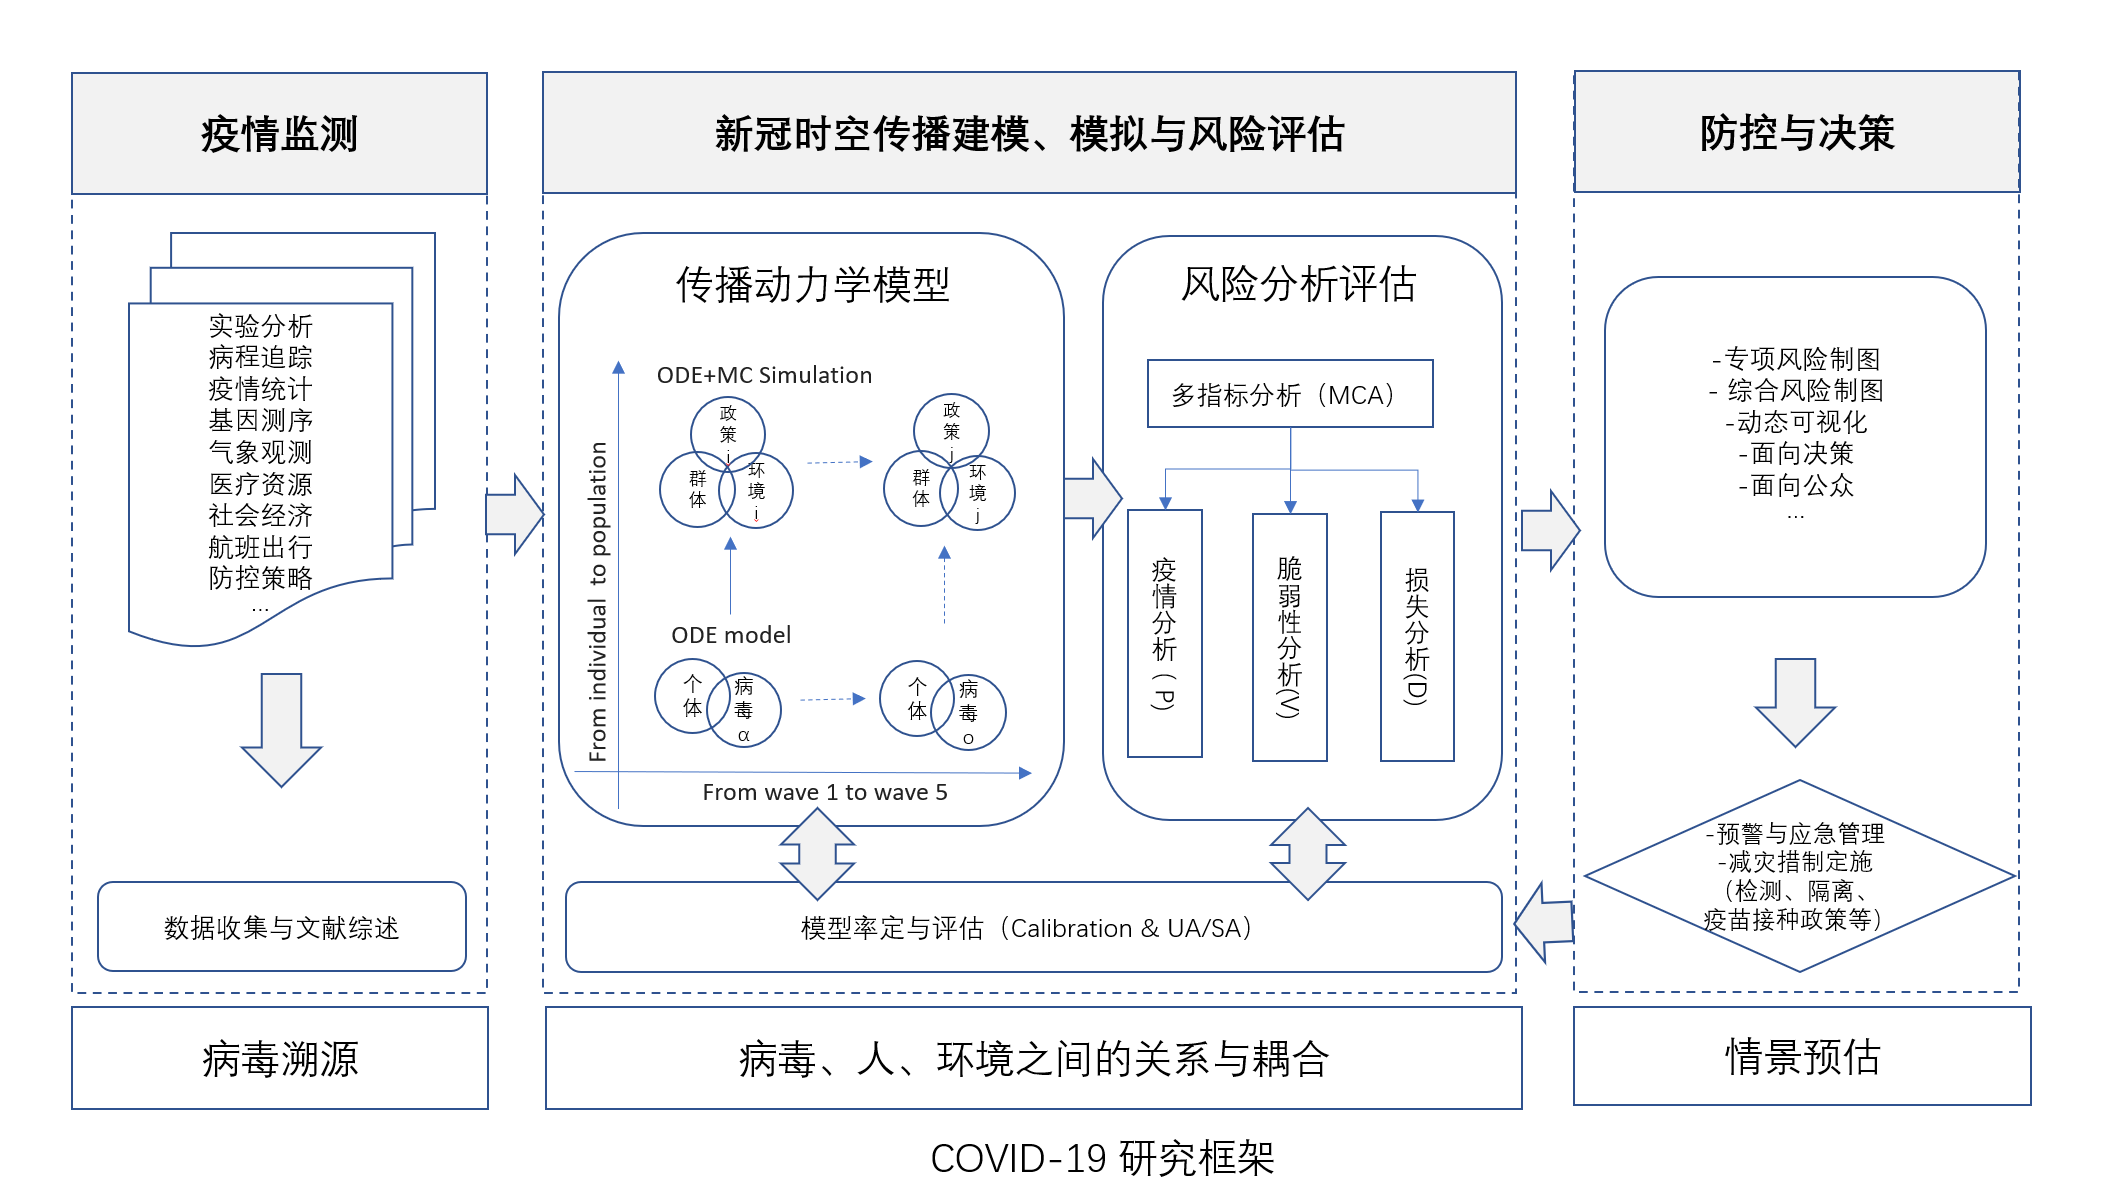 疫情监测
实验分析
病程追踪
疫情统计
基因测序
气象观测
医疗资源
社会经济
航班出行
防控策略
...
数据收集与文献综述
病毒溯源
新冠时空传播建模、模拟与风险评估
传播动力学模型
From individual to population
ODE+MC Simulation
政
策
i
群
体
环
境
i
政
策
j
群
体
环
境
j
ODE model
个
体
病
毒
α
个
体
病
毒
o
From wave 1 to wave 5
风险分析评估
多指标分析（MCA）
疫情分析（P）
脆弱性分析(V)
损失分析(D)
模型率定与评估（Calibration & UA/SA）
病毒、人、环境之间的关系与耦合
防控与决策
-专项风险制图
- 综合风险制图
-动态可视化
-面向决策
-面向公众
...
-预警与应急管理
-减灾措制定施
（检测、隔离、
疫苗接种政策等）
情景预估
COVID-19 研究框架